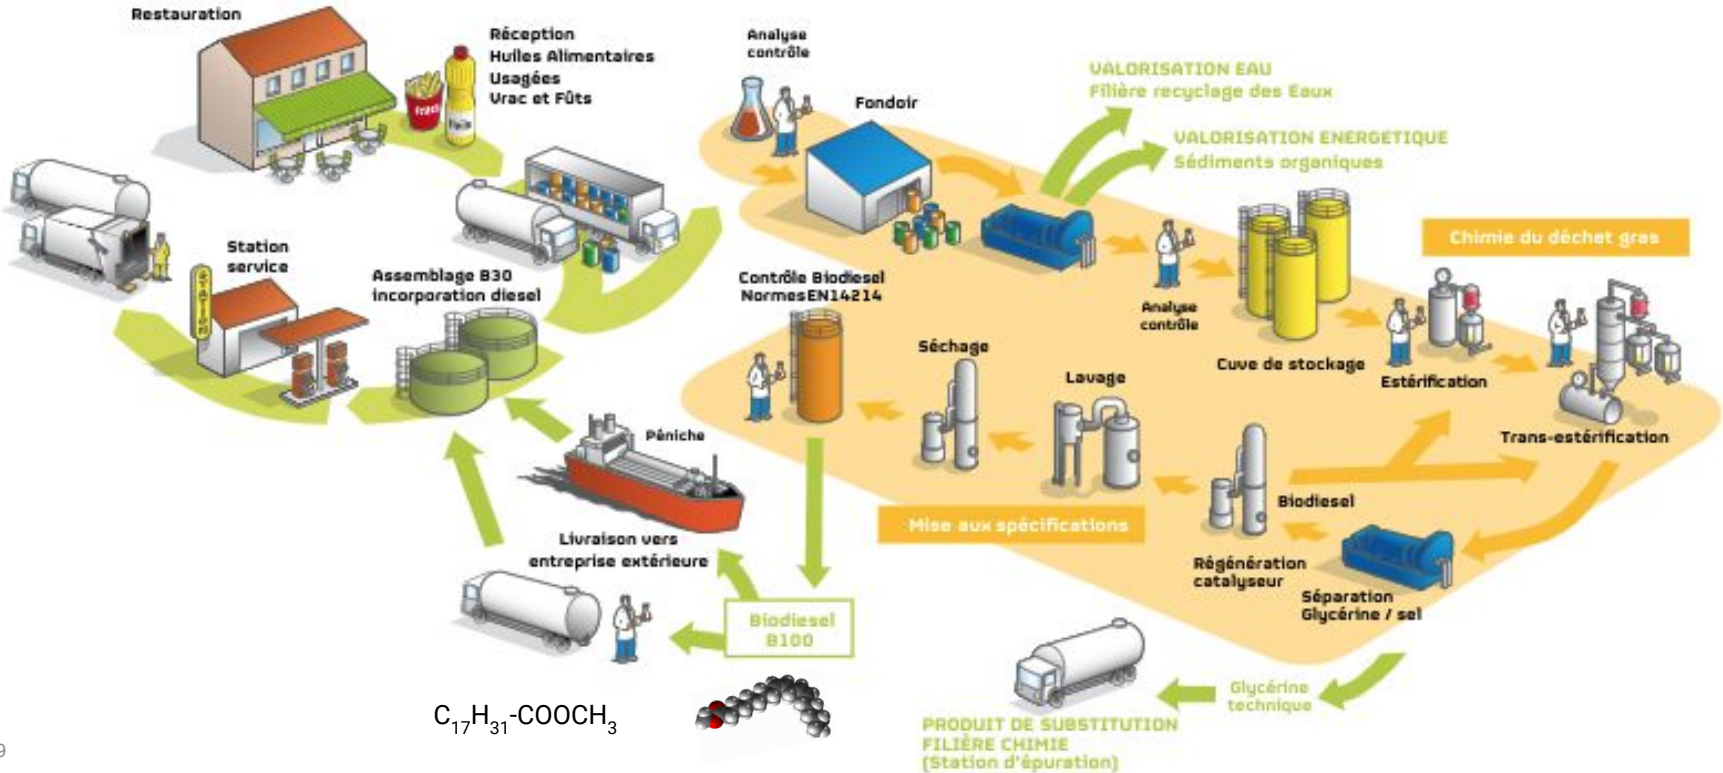 Restauration
Réception
Huiles Alimentaires
Usagées
Vrac et Fûts
Frites
Analyse
contrôle
Fondoir
VALORISATION EAU
Filière recyclage des Eaux
VALORISATION ENERGETIQUE
Sédiments organiques
Chimie du déchet gras
Station
service
STATION
Assemblage B30
incorporation diesel
Contrôle Biodiesel
Normes EN14214
Analyse
contrôle
Cuve de stockage
Estérification
Trans-estérification
Séchage
Lavage
Péniche
Mise aux spécifications
Biodiesel
Régénération
catalyseur
Séparation
Glycérine / sel
Livraison vers
entreprise extérieure
Biodiesel
B100
Glycérine
technique
PRODUIT DE SUBSTITUTION
FILIÈRE CHIMIE
(Station d'épuration)
C₁₇H₃₁-COOCH₃
9